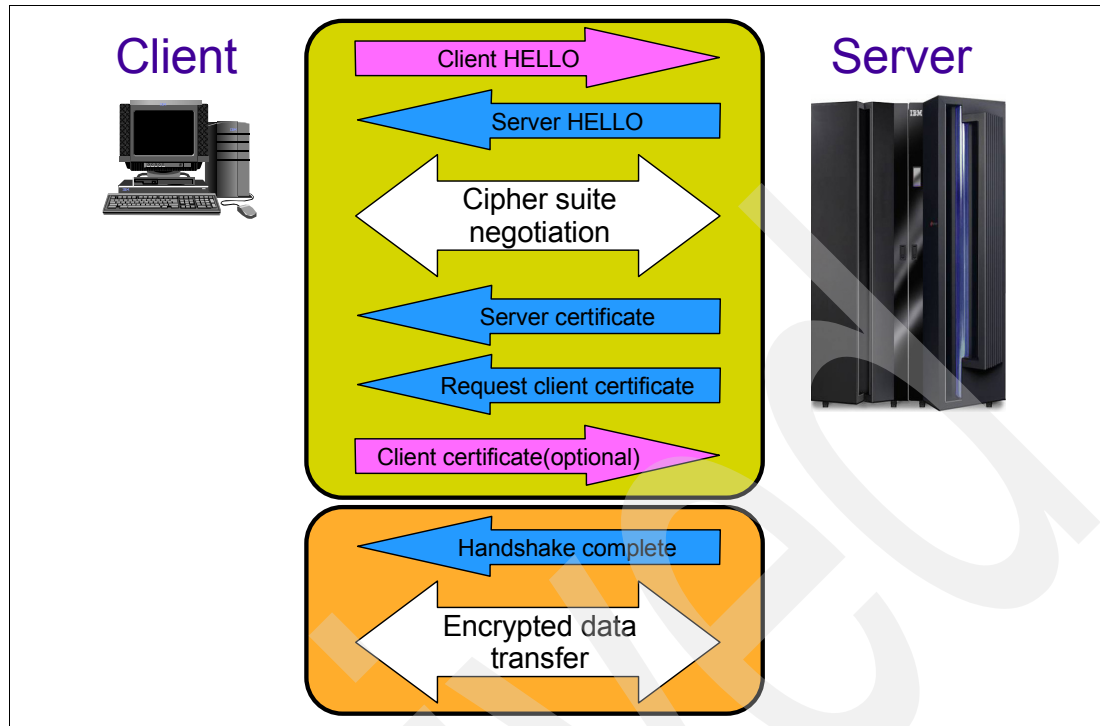 Client
Server
Client HELLO
Server HELLO
IBM
Cipher suite
negotiation
Server certificate
Request client certificate
Client certificate(optional)
Handshake complete
Encrypted data
transfer